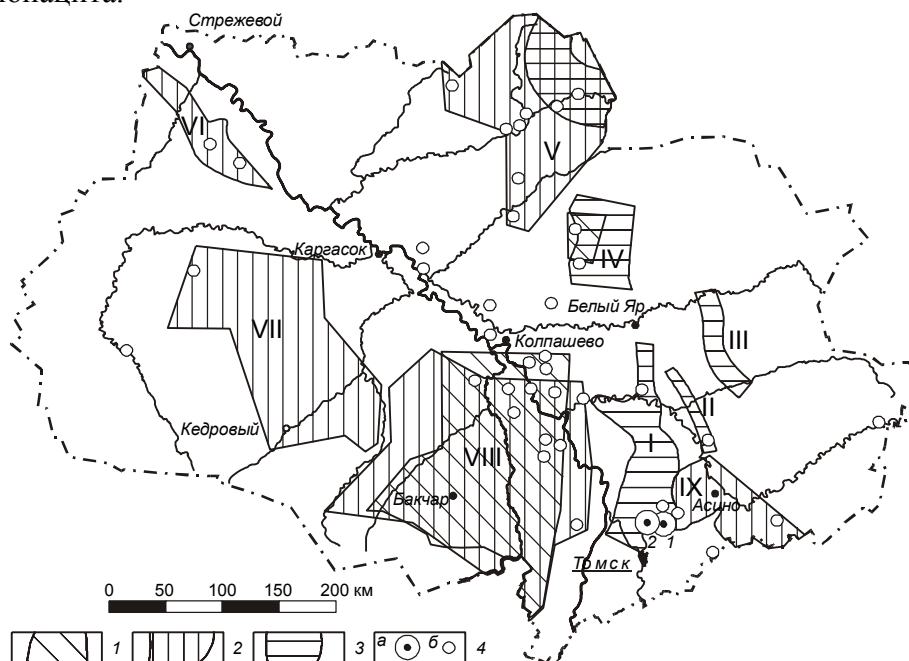 Стрежевой
VI
V
Каргасок
IV
Белый Яр
VII
Колпашево
III
II
Кедровый
I
VIII
IX
Бакчар
Асино
2 1
Томск
0 50 100 150 200 км
1 2 3 а б 4